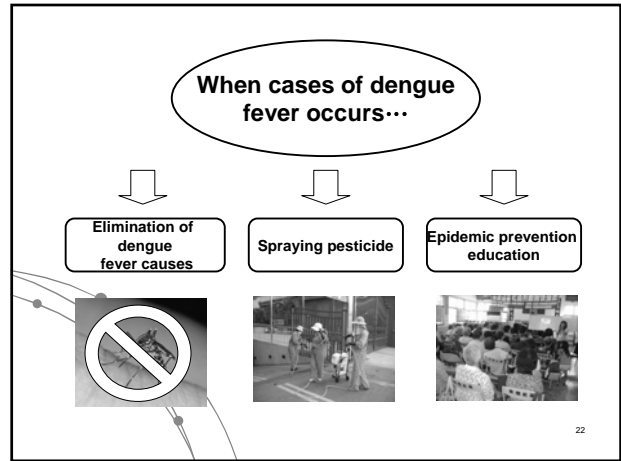 When cases of dengue
fever occurs⋯
Elimination of
dengue
fever causes
Spraying pesticide
Epidemic prevention
education
22